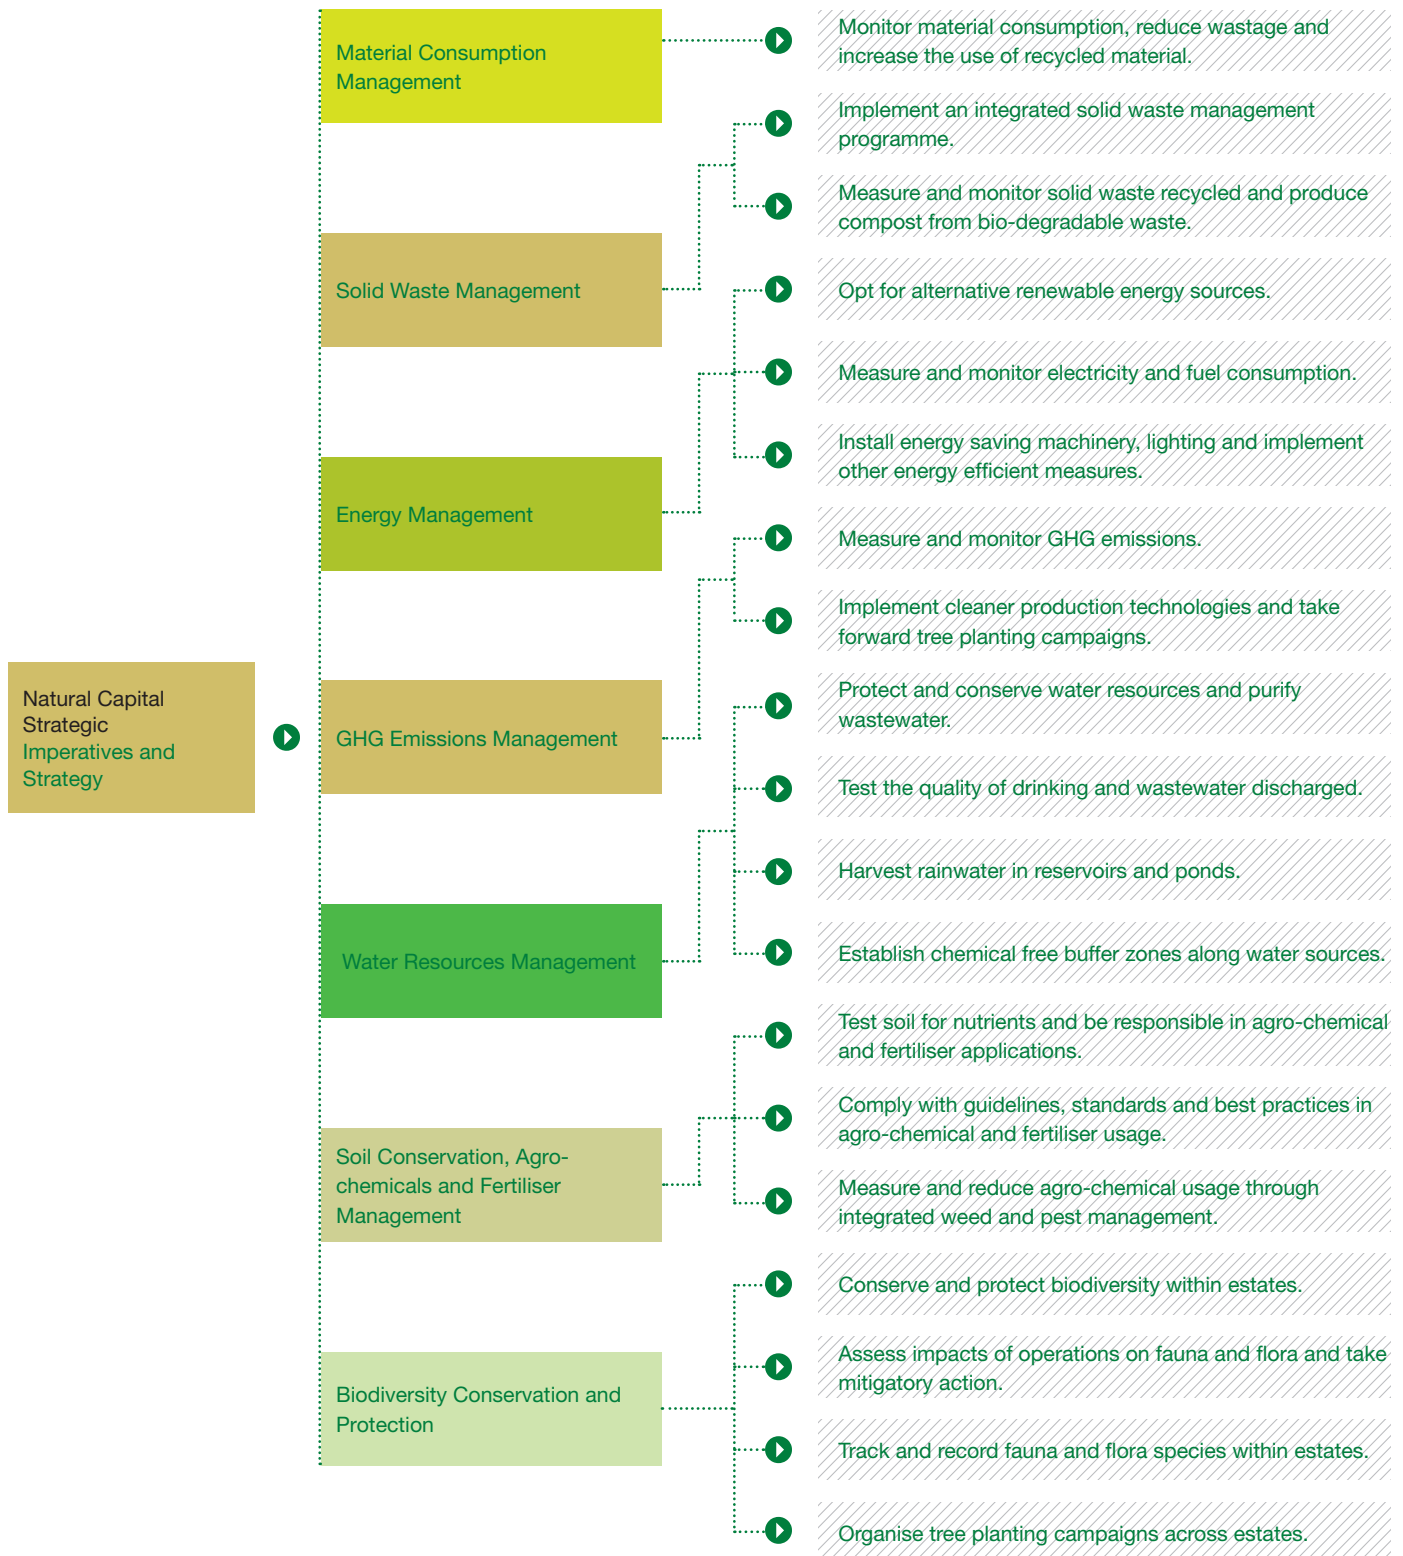 Natural Capital
Strategic
Imperatives and
Strategy
Material Consumption
Management
Monitor material consumption, reduce wastage and
increase the use of recycled material.
Solid Waste Management
Implement an integrated solid waste management
programme.
Measure and monitor solid waste recycled and produce
compost from bio-degradable waste.
Energy Management
Opt for alternative renewable energy sources.
Measure and monitor electricity and fuel consumption.
Install energy saving machinery, lighting and implement
other energy efficient measures.
GHG Emissions Management
Measure and monitor GHG emissions.
Implement cleaner production technologies and take
forward tree planting campaigns.
Water Resources Management
Protect and conserve water resources and purify
wastewater.
Test the quality of drinking and wastewater discharged.
Harvest rainwater in reservoirs and ponds.
Establish chemical free buffer zones along water sources.
Soil Conservation, Agro-
chemicals and Fertiliser
Management
Test soil for nutrients and be responsible in agro-chemical
and fertiliser applications.
Comply with guidelines, standards and best practices in
agro-chemical and fertiliser usage.
Measure and reduce agro-chemical usage through
integrated weed and pest management.
Biodiversity Conservation and
Protection
Conserve and protect biodiversity within estates.
Assess impacts of operations on fauna and flora and take
mitigatory action.
Track and record fauna and flora species within estates.
Organise tree planting campaigns across estates.